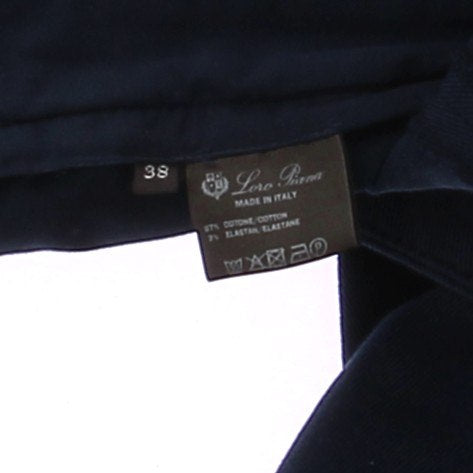 38
Loro Piana
MADE IN ITALY
97% COTONE/COTTON
3% ELASTAN/ELASTANE